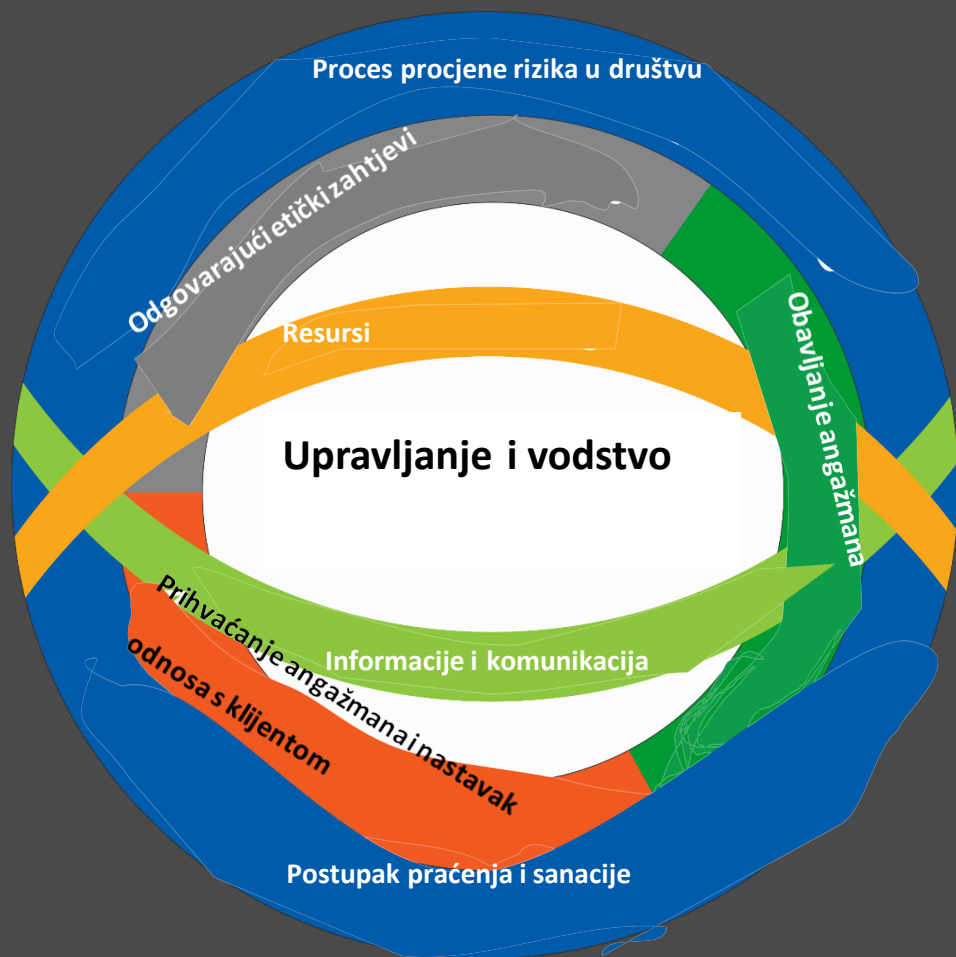 Proces procjene rizika u društvu
Odgovarajući etički zahtjevi
Resursi
Obavljanje angažmana
Upravljanje i vodstvo
Informacije i komunikacija
Prihvaćanje angažmana i nastavak
odnosa s klijentom
Postupak praćenja i sanacije